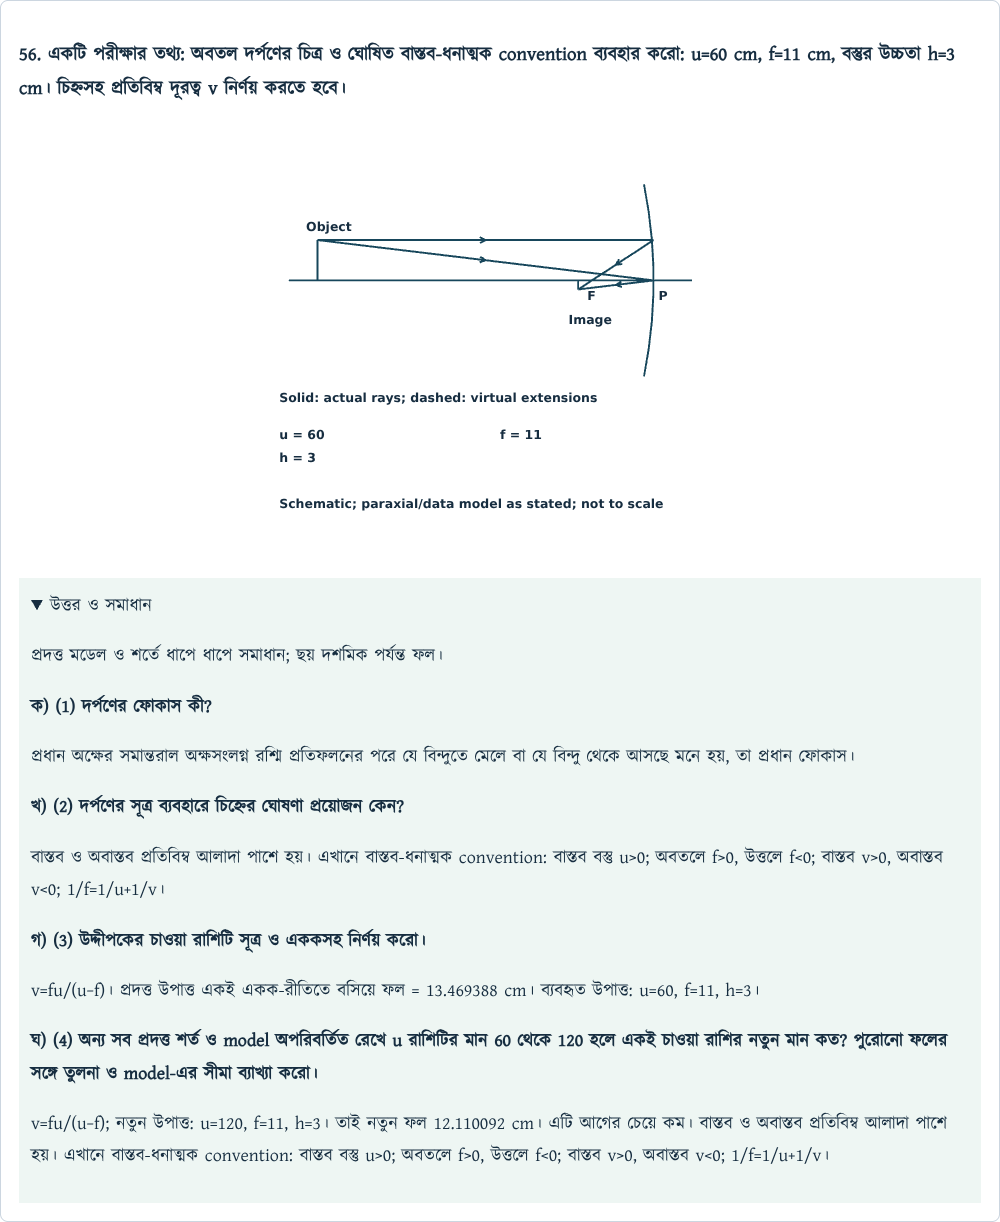 56. একটি পরীক্ষার তথ্য: অবতল দর্পণের চিত্র ও ঘোষিত বাস্তব-ধনাত্মক convention ব্যবহার করো: u=60 cm, f=11 cm, বস্তুর উচ্চতা h=3
cm। চিহ্নসহ প্রতিবিম্ব দূরত্ব v নির্ণয় করতে হবে।
Object
F
P
Image
Solid: actual rays; dashed: virtual extensions
u = 60 f = 11
h = 3
Schematic; paraxial/data model as stated; not to scale
▼ উত্তর ও সমাধান
প্রদত্ত মডেল ও শর্তে ধাপে ধাপে সমাধান; ছয় দশমিক পর্যন্ত ফল।
ক) (1) দর্পণের ফোকাস কী?
প্রধান অক্ষের সমান্তরাল অক্ষসংলগ্ন রশ্মি প্রতিফলনের পরে যে বিন্দুতে মেলে বা যে বিন্দু থেকে আসছে মনে হয়, তা প্রধান ফোকাস।
খ) (2) দর্পণের সূত্র ব্যবহারে চিহ্নের ঘোষণা প্রয়োজন কেন?
বাস্তব ও অবাস্তব প্রতিবিম্ব আলাদা পাশে হয়। এখানে বাস্তব-ধনাত্মক convention: বাস্তব বস্তু u>0; অবতলে f>0, উত্তলে f<0; বাস্তব v>0, অবাস্তব
v<0; 1/f=1/u+1/v।
গ) (3) উদ্দীপকের চাওয়া রাশিটি সূত্র ও এককসহ নির্ণয় করো।
v=fu/(u−f)। প্রদত্ত উপাত্ত একই একক-রীতিতে বসিয়ে ফল = 13.469388 cm। ব্যবহৃত উপাত্ত: u=60, f=11, h=3।
ঘ) (4) অন্য সব প্রদত্ত শর্ত ও model অপরিবর্তিত রেখে u রাশিটির মান 60 থেকে 120 হলে একই চাওয়া রাশির নতুন মান কত? পুরোনো ফলের
সঙ্গে তুলনা ও model-এর সীমা ব্যাখ্যা করো।
v=fu/(u−f); নতুন উপাত্ত: u=120, f=11, h=3। তাই নতুন ফল 12.110092 cm। এটি আগের চেয়ে কম। বাস্তব ও অবাস্তব প্রতিবিম্ব আলাদা পাশে
হয়। এখানে বাস্তব-ধনাত্মক convention: বাস্তব বস্তু u>0; অবতলে f>0, উত্তলে f<0; বাস্তব v>0, অবাস্তব v<0; 1/f=1/u+1/v।